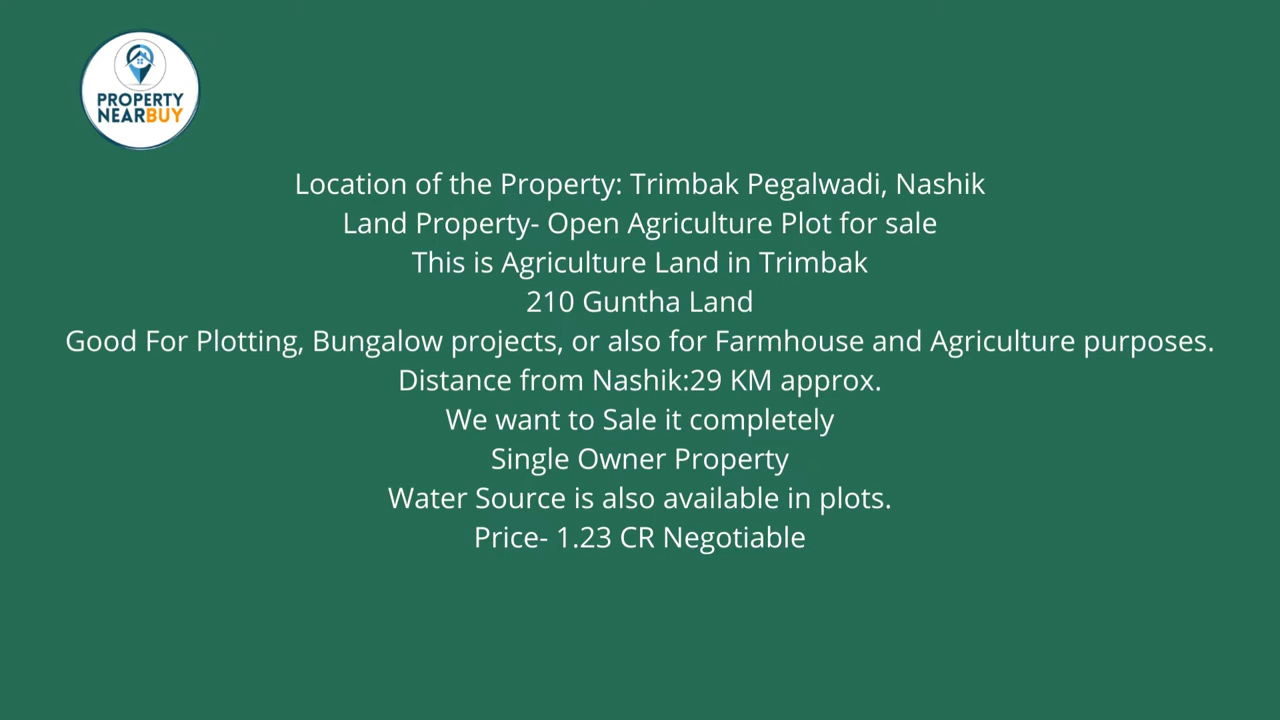 PROPERTY
NEARBUY
Location of the Property: Trimbak Pegalwadi, Nashik
Land Property- Open Agriculture Plot for sale
This is Agriculture Land in Trimbak
210 Guntha Land
Good For Plotting, Bungalow projects, or also for Farmhouse and Agriculture purposes.
Distance from Nashik:29 KM approx.
We want to Sale it completely
Single Owner Property
Water Source is also available in plots.
Price- 1.23 CR Negotiable